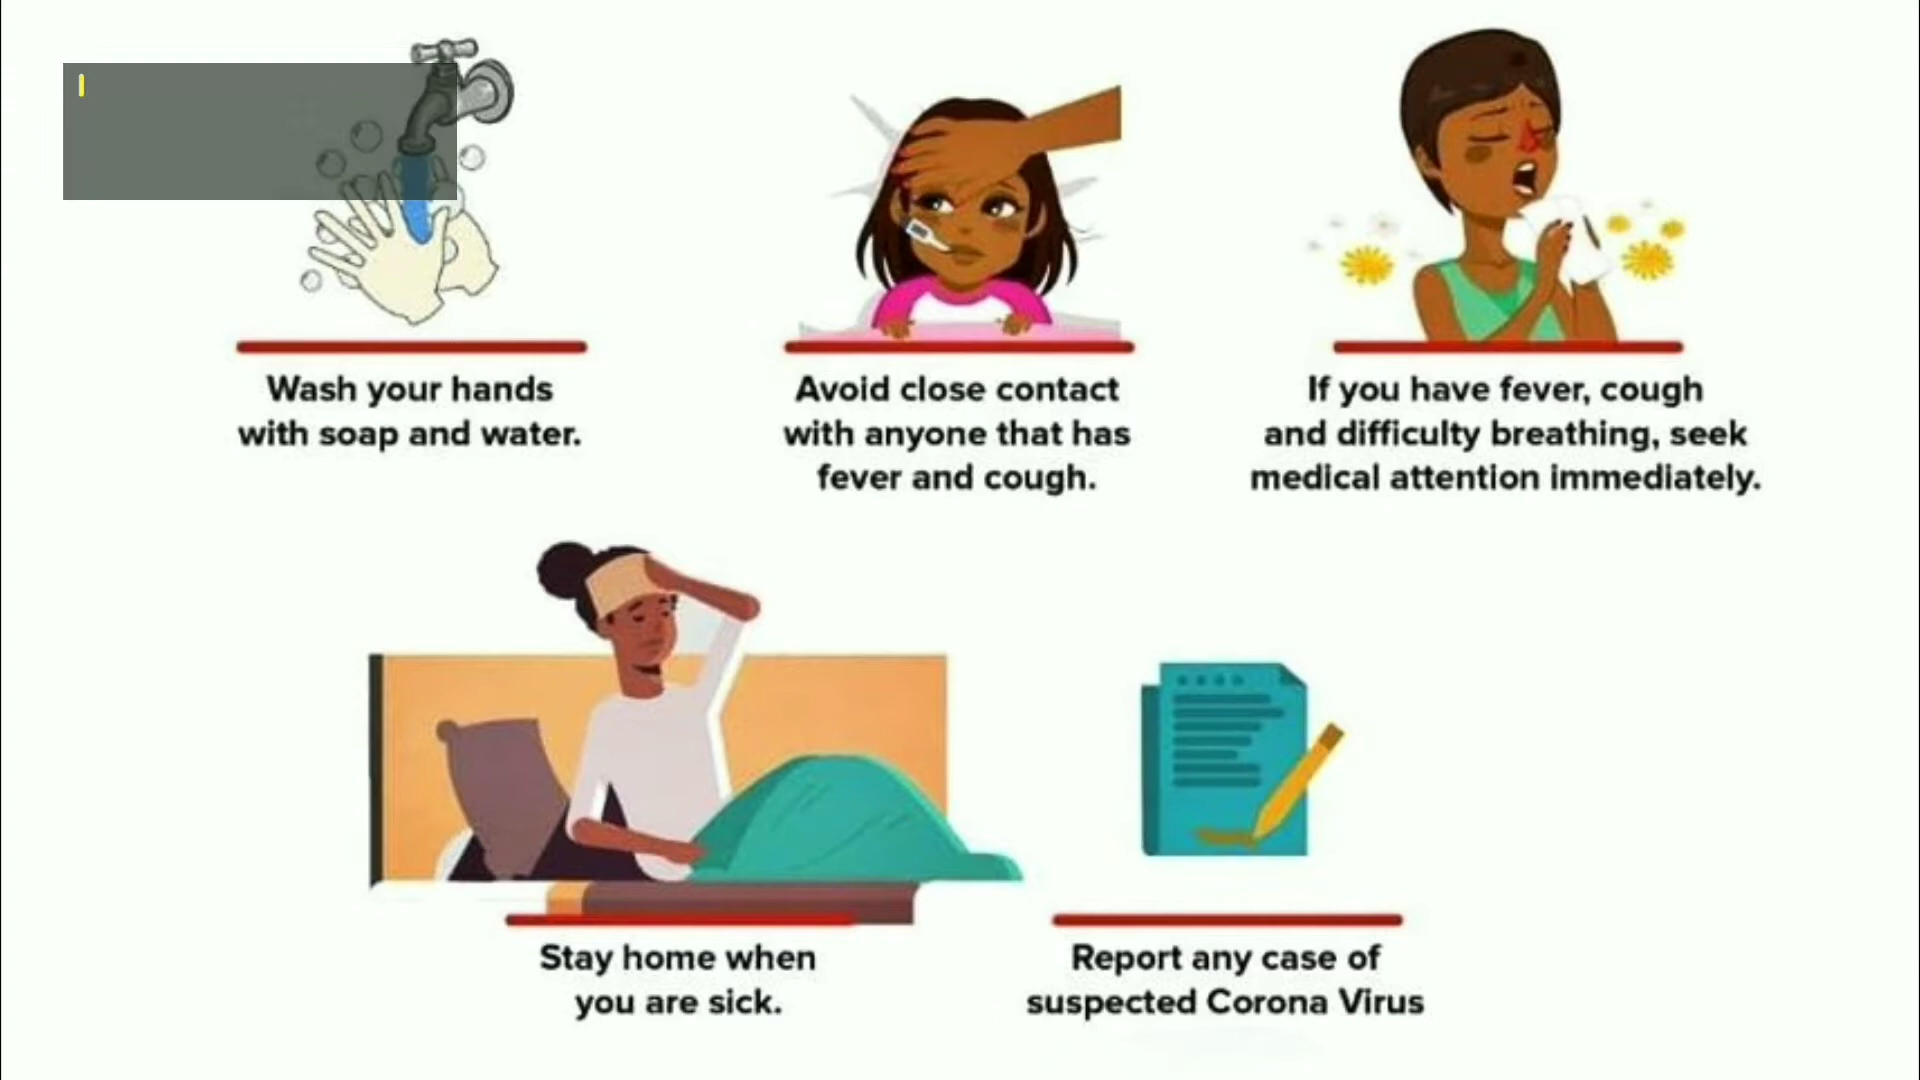 Wash your hands
with soap and water.
Avoid close contact
with anyone that has
fever and cough.
If you have fever, cough
and difficulty breathing, seek
medical attention immediately.
Stay home when
you are sick.
Report any case of
suspected Corona Virus